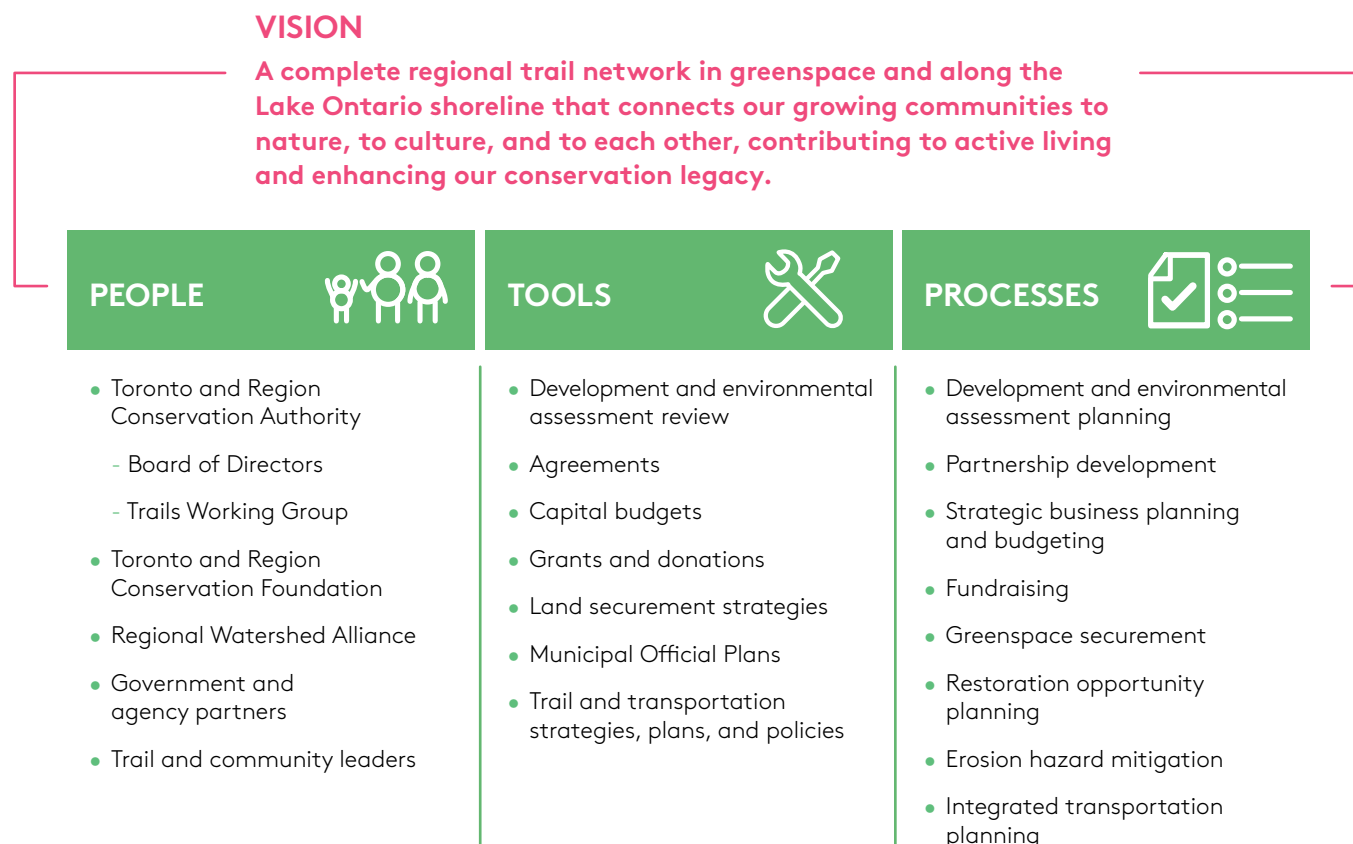 VISION
A complete regional trail network in greenspace and along the
Lake Ontario shoreline that connects our growing communities to
nature, to culture, and to each other, contributing to active living
and enhancing our conservation legacy.
PEOPLE
• Toronto and Region
Conservation Authority
- Board of Directors
- Trails Working Group
• Toronto and Region
Conservation Foundation
• Regional Watershed Alliance
• Government and
agency partners
• Trail and community leaders
TOOLS
• Development and environmental
assessment review
• Agreements
• Capital budgets
• Grants and donations
• Land securement strategies
• Municipal Official Plans
• Trail and transportation
strategies, plans, and policies
PROCESSES
• Development and environmental
assessment planning
• Partnership development
• Strategic business planning
and budgeting
• Fundraising
• Greenspace securement
• Restoration opportunity
planning
• Erosion hazard mitigation
• Integrated transportation
planning